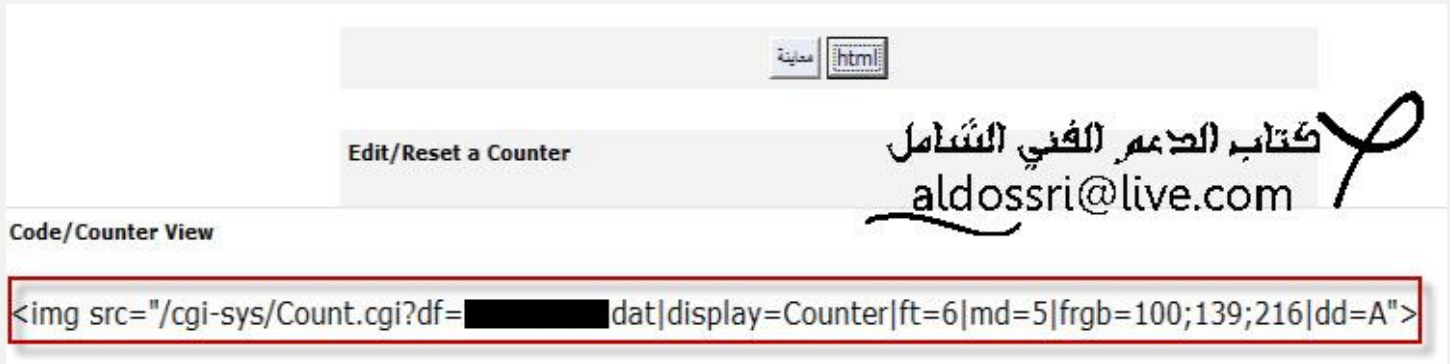 معاينة html
كتاب الدعم الفني الشامل
Edit/Reset a Counter
aldossri@live.com
Code/Counter View
<img src="/cgi-sys/Count.cgi?df= dat|display=Counter|ft=6|md=5|frgb=100;139;216|dd=A">